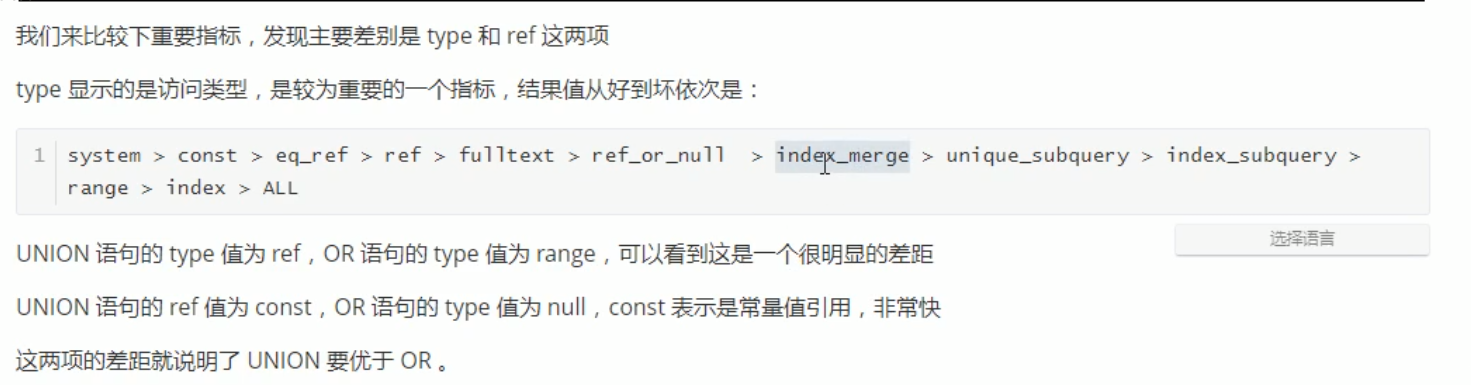 我们来比较下重要指标，发现主要差别是 type 和 ref 这两项
type 显示的是访问类型，是较为重要的一个指标，结果值从好到坏依次是：
1 system > const > eq_ref > ref > fulltext > ref_or_null  > index_merge > unique_subquery > index_subquery >
range > index > ALL
选择语言
UNION 语句的 type 值为 ref，OR 语句的 type 值为 range，可以看到这是一个很明显的差距
UNION 语句的 ref 值为 const，OR 语句的 type 值为 null，const 表示是常量值引用，非常快
这两项的差距就说明了 UNION 要优于 OR 。